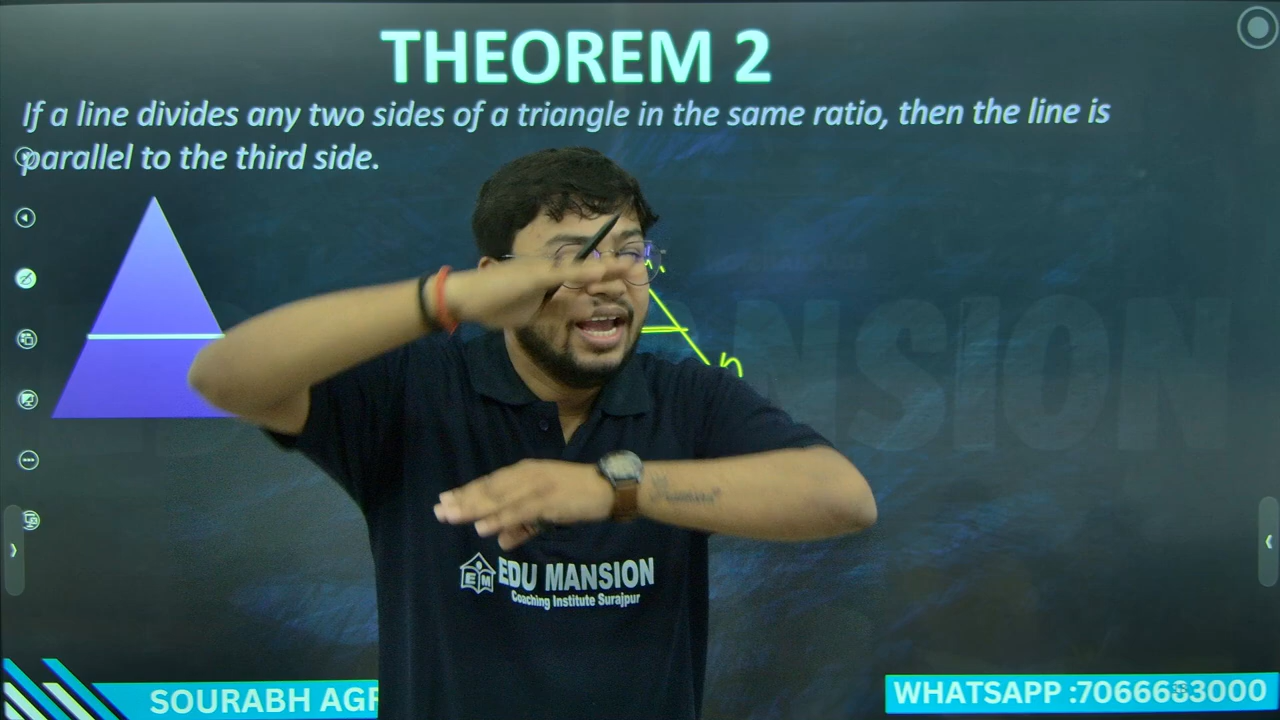 THEOREM 2
If a line divides any two sides of a triangle in the same ratio, then the line is
parallel to the third side.
n
EDU MANSION
EM
Coaching Institute Surajpur
SOURABH AGR
WHATSAPP :7066683000